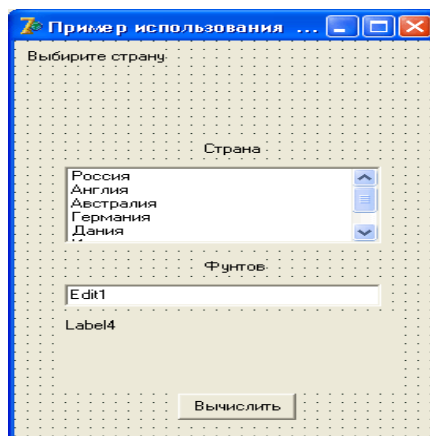 Пример использования ...
Выбирите страну
Страна
Россия
Англия
Австралия
Германия
Дания
Фунтов
Edit1
Label4
Вычислить